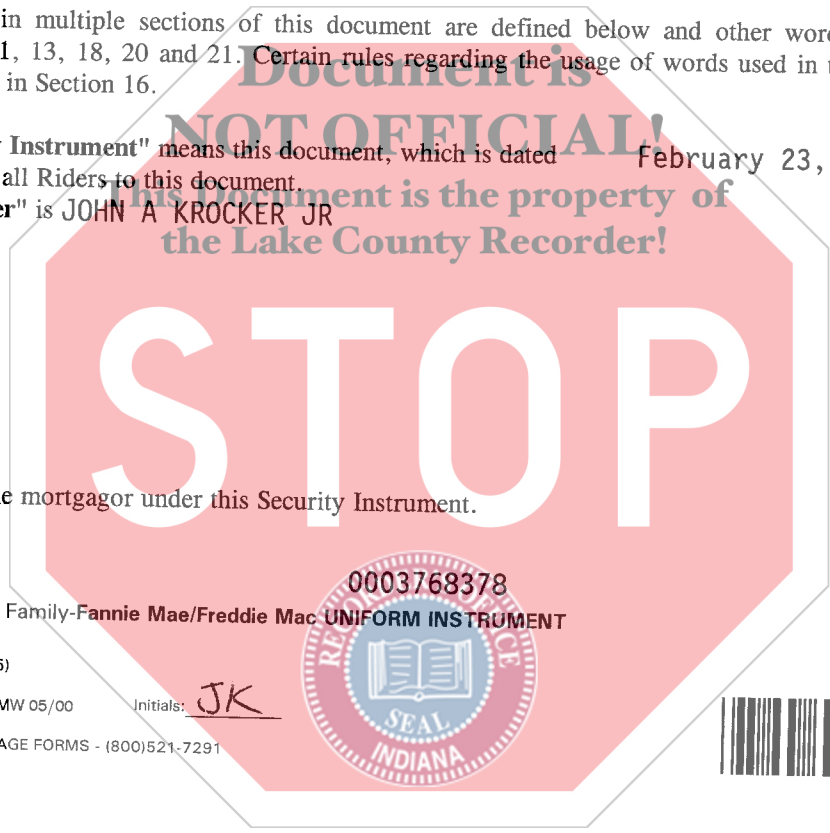 in multiple sections of this document are defined below and other
1, 13, 18, 20 and 21. Certain rules regarding the usage of words used in
in Section 16.
Document is
NOT OFFICIAL!
Instrument" means this document, which is dated February 23,
all Riders to this document.
This Document is the property of
er" is JOHN A KROCKER JR
the Lake County Recorder!
STOP
mortgagor under this Security Instrument.
0003768378
Family-Fannie Mae/Freddie Mac UNIFORM INSTRUMENT
MW 05/00 Initials: JK
AGE FORMS - (800)521-7291
RECORDER'S OFFICE
SEAL
INDIANA